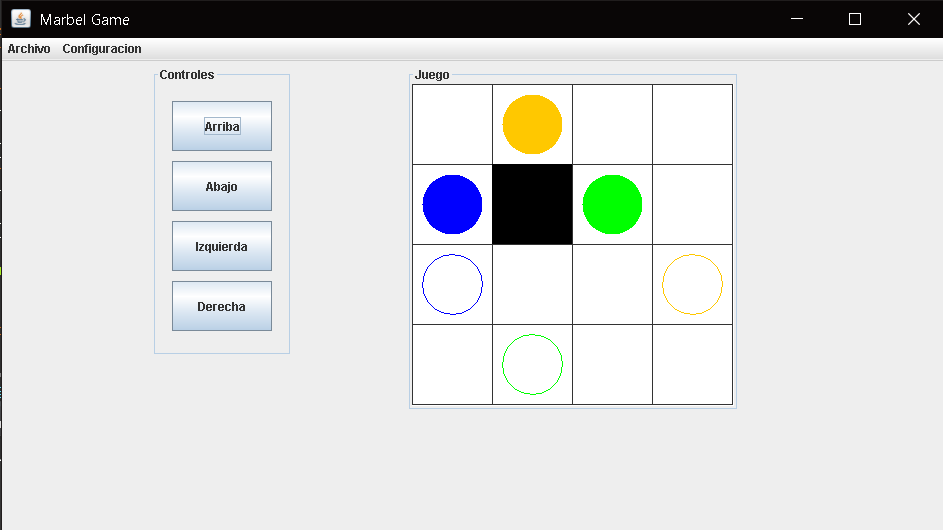 Marbel Game
Archivo Configuracion
Controles
Arriba
Abajo
Izquierda
Derecha
Juego